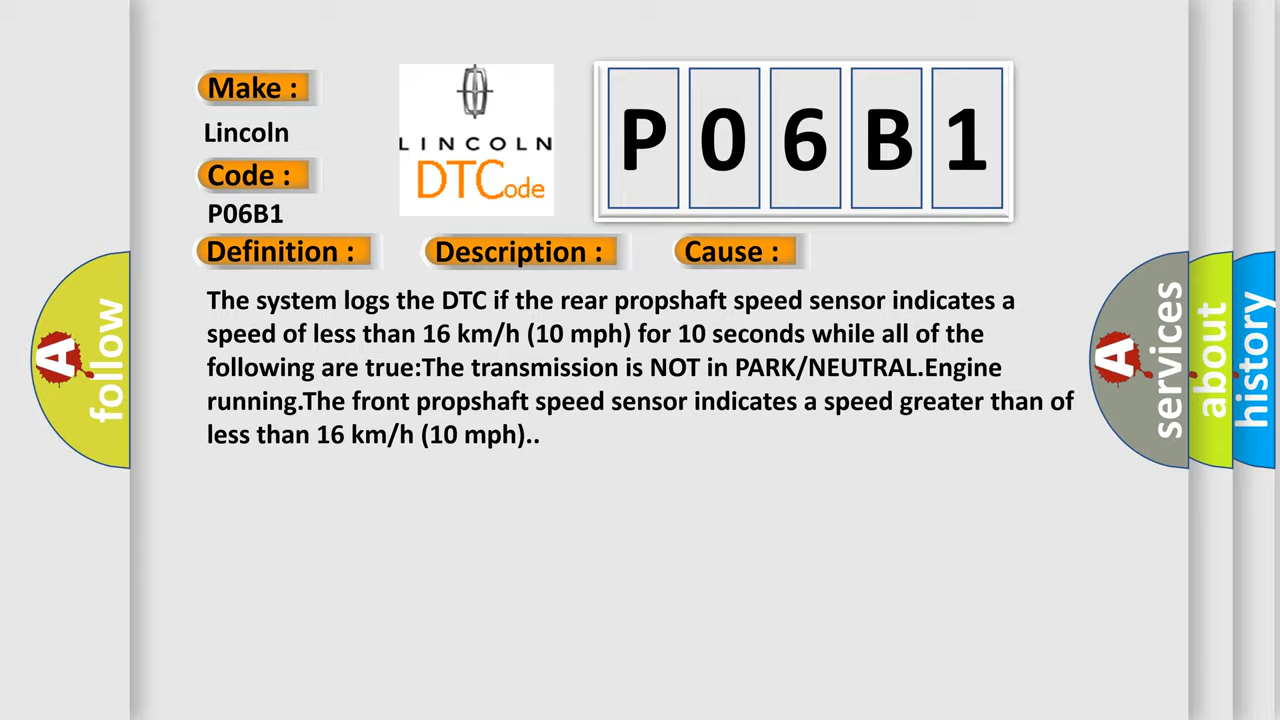 Make :
Lincoln
Code :
P06B1
LINCOLN
DTCode
P06B1
Definition :
Description :
Cause :
The system logs the DTC if the rear propshaft speed sensor indicates a
speed of less than 16 km/h (10 mph) for 10 seconds while all of the
following are true:The transmission is NOT in PARK/NEUTRAL.Engine
running.The front propshaft speed sensor indicates a speed greater than of
less than 16 km/h (10 mph)..
A follow
A services
about
history